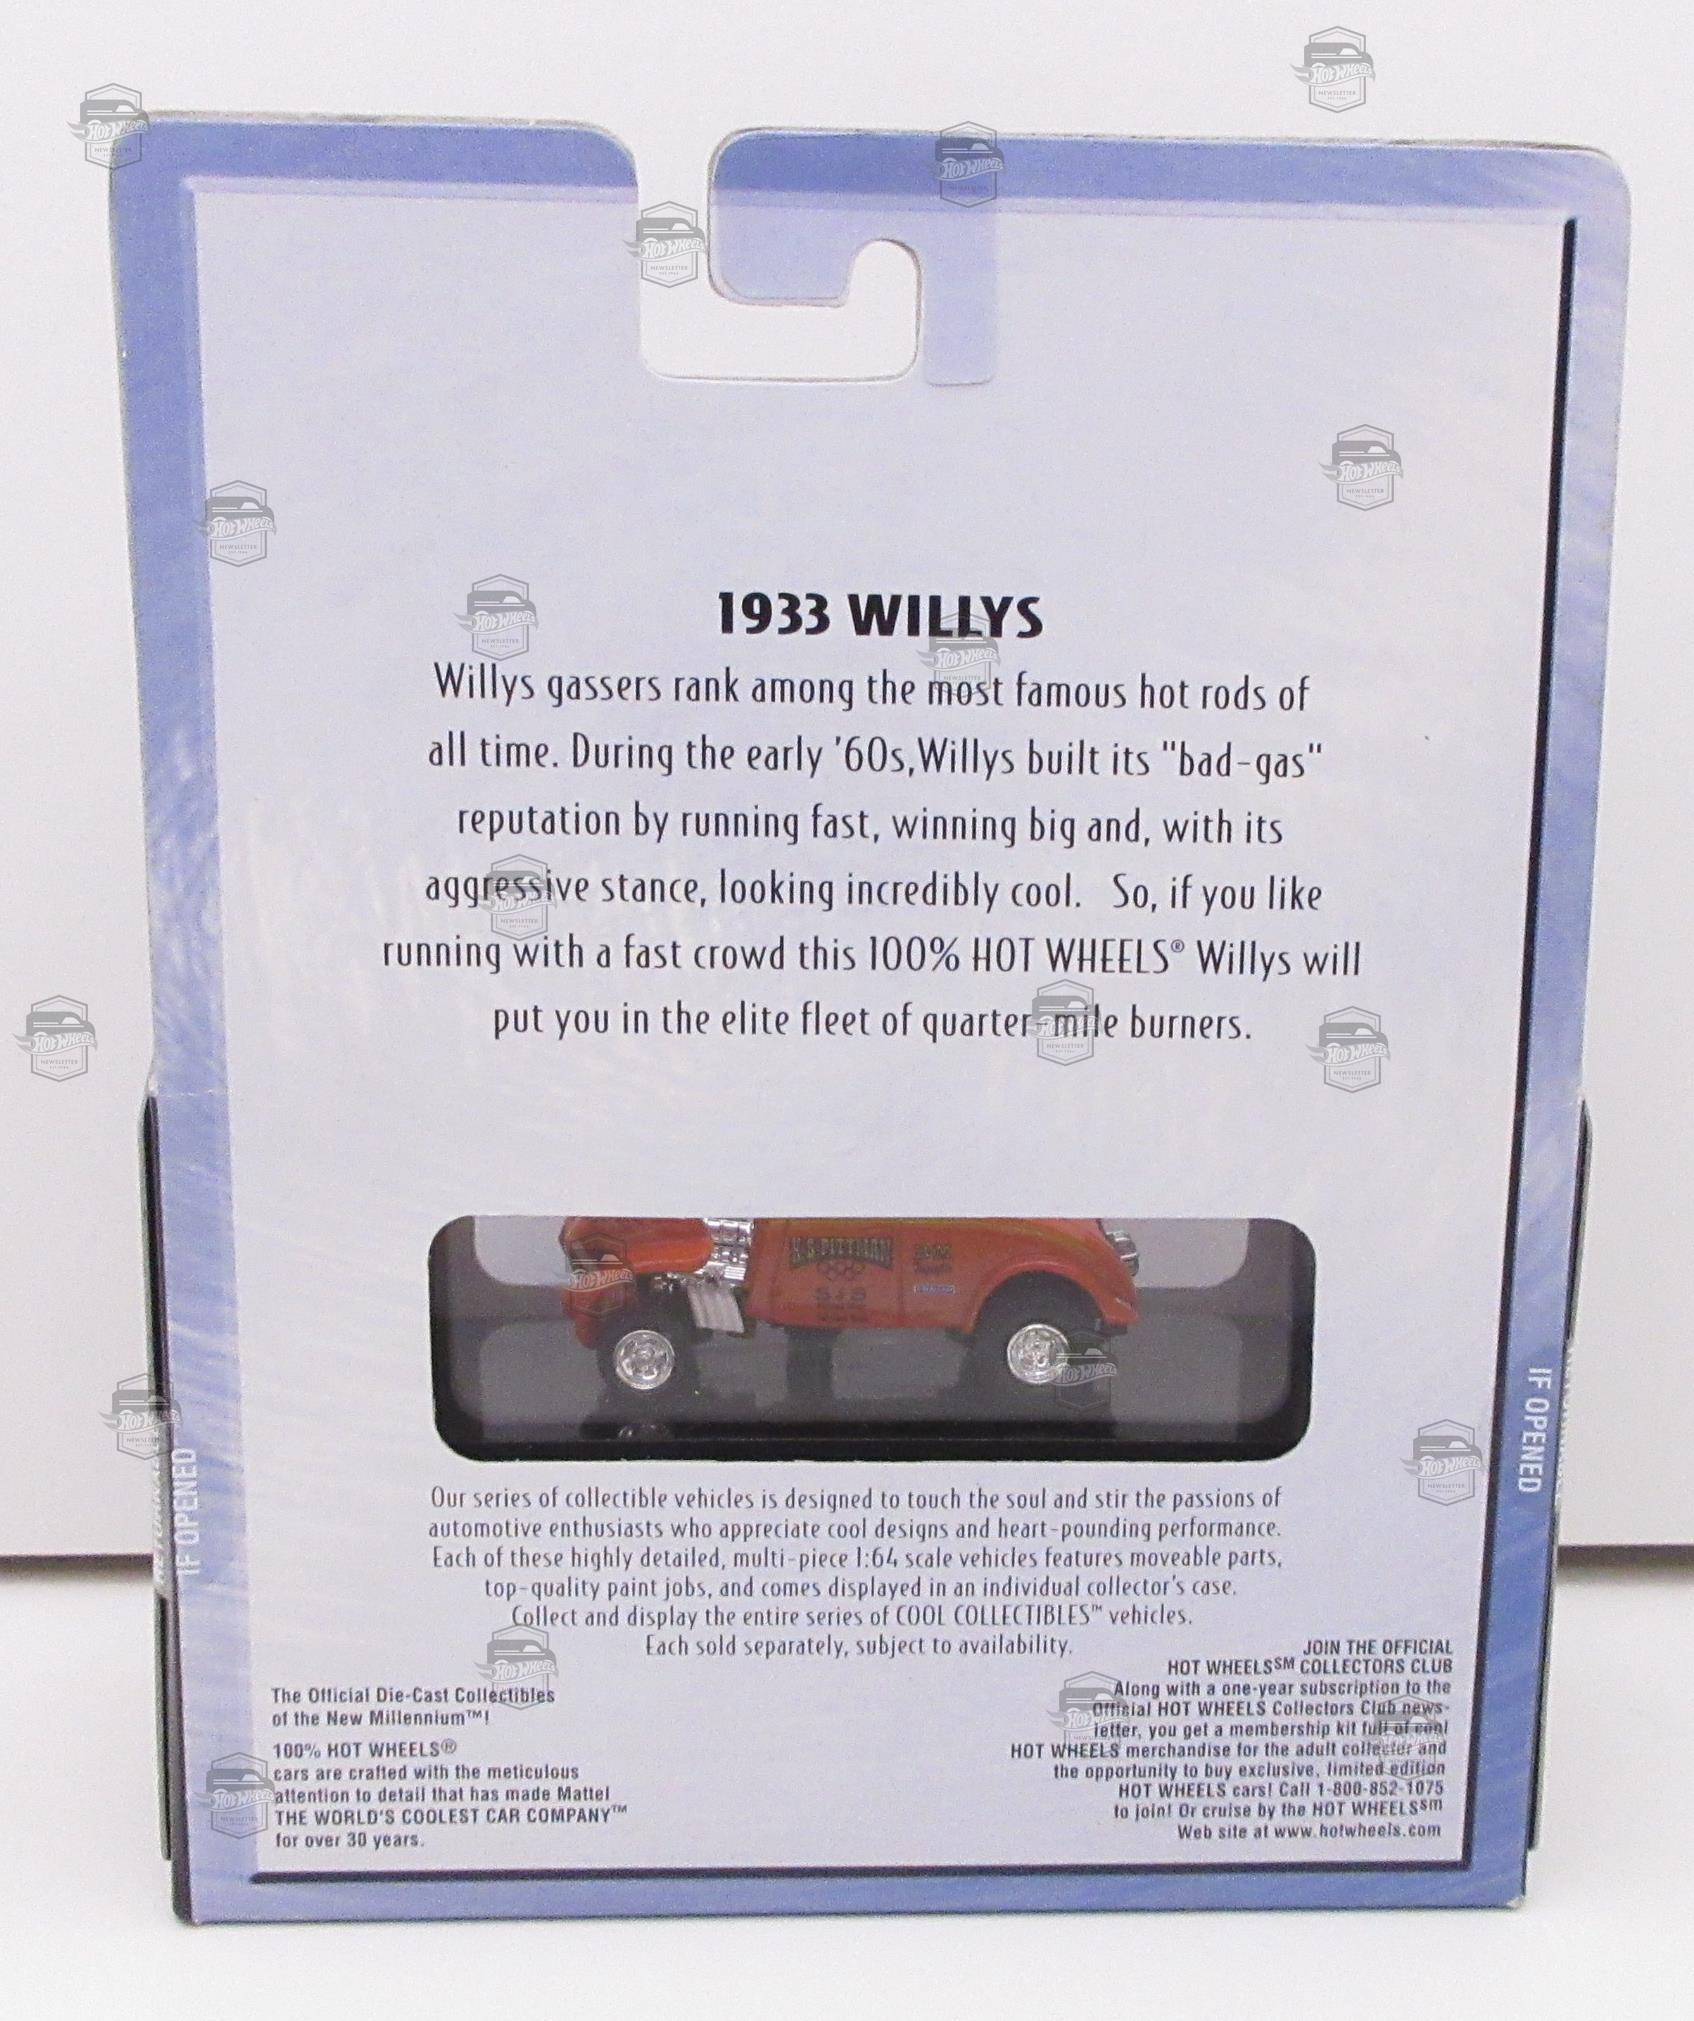 1933 WILLYS
Willys gassers rank among the most famous hot rods of
all time. During the early '60s,Willys built its "bad-gas"
reputation by running fast, winning big and, with its
aggressive stance, looking incredibly cool. So, if you like
running with a fast crowd this 100% HOT WHEELS® Willys will
put you in the elite fleet of quarter-mile burners.
K.S. PITTMAN
S & S
IF OPENED
IF OPENED
Our series of collectible vehicles is designed to touch the soul and stir the passions of
automotive enthusiasts who appreciate cool designs and heart-pounding performance.
Each of these highly detailed, multi-piece 1:64 scale vehicles features moveable parts,
top-quality paint jobs, and comes displayed in an individual collector's case.
Collect and display the entire series of COOL COLLECTIBLES™ vehicles.
Each sold separately, subject to availability.
The Official Die-Cast Collectibles
of the New Millennium™!
100% HOT WHEELS®
cars are crafted with the meticulous
attention to detail that has made Mattel
THE WORLD'S COOLEST CAR COMPANY™
for over 30 years.
JOIN THE OFFICIAL
HOT WHEELS℠ COLLECTORS CLUB
Along with a one-year subscription to the
Official HOT WHEELS Collectors Club news-
letter, you get a membership kit full of cool
HOT WHEELS merchandise for the adult collector and
the opportunity to buy exclusive, limited edition
HOT WHEELS cars! Call 1-800-852-1075
to join! Or cruise by the HOT WHEELS℠
Web site at www.hotwheels.com
HOT WHEELS
NEWSLETTER